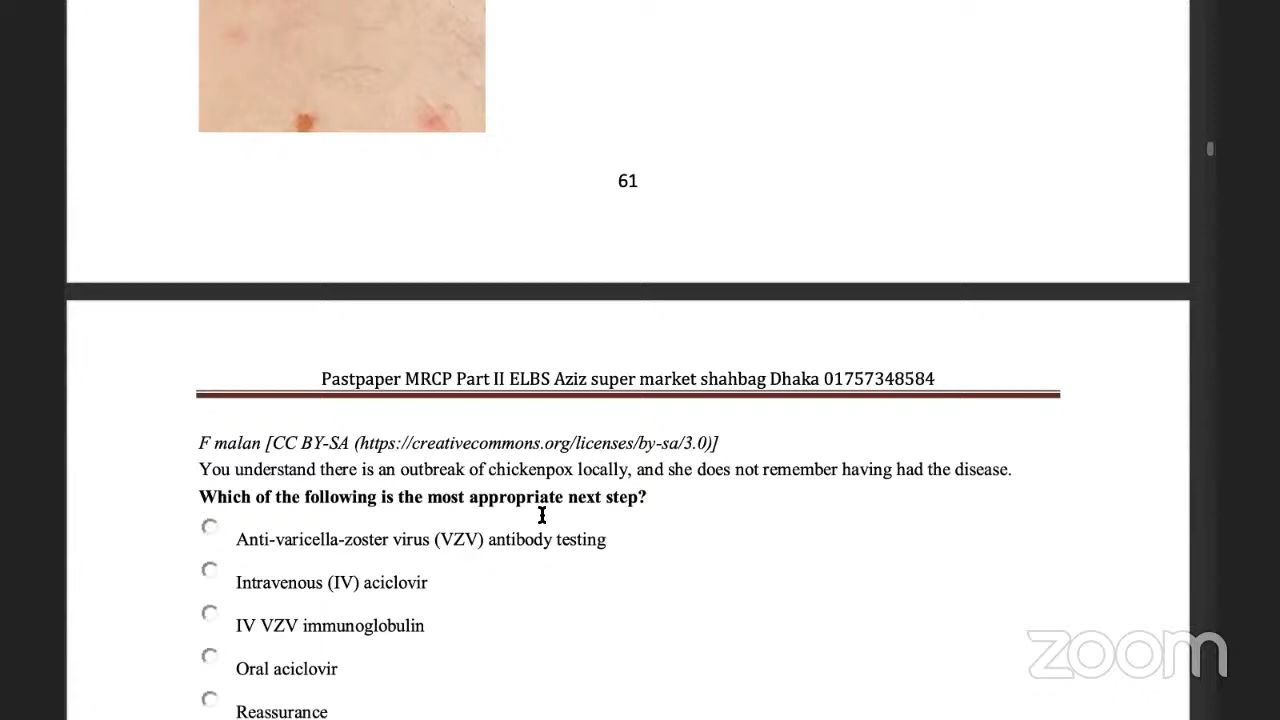 61
Pastpaper MRCP Part II ELBS Aziz super market shahbag Dhaka 01757348584
F malan [CC BY-SA (https://creativecommons.org/licenses/by-sa/3.0)]
You understand there is an outbreak of chickenpox locally, and she does not remember having had the disease.
Which of the following is the most appropriate next step?
Anti-varicella-zoster virus (VZV) antibody testing
Intravenous (IV) aciclovir
IV VZV immunoglobulin
Oral aciclovir
Reassurance
zoom